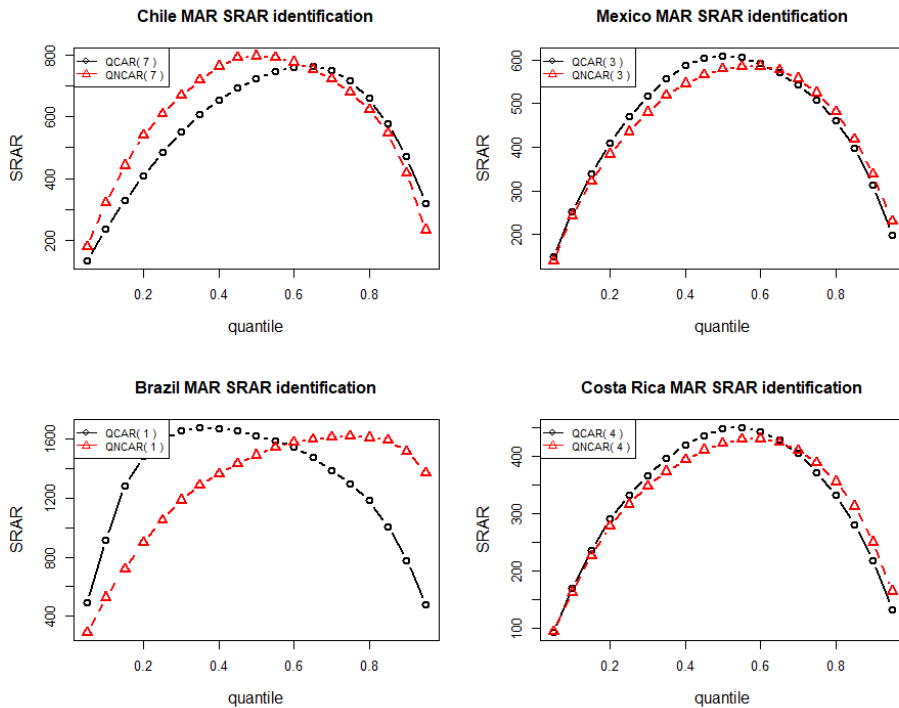 Chile MAR SRAR identification
QCAR( 7 )
QNCAR( 7 )
SRAR
800
600
400
200
0.2 0.4 0.6 0.8
quantile
Mexico MAR SRAR identification
QCAR( 3 )
QNCAR( 3 )
SRAR
600
500
400
300
200
0.2 0.4 0.6 0.8
quantile
Brazil MAR SRAR identification
QCAR( 1 )
QNCAR( 1 )
SRAR
1600
1200
800
400
0.2 0.4 0.6 0.8
quantile
Costa Rica MAR SRAR identification
QCAR( 4 )
QNCAR( 4 )
SRAR
400
300
200
100
0.2 0.4 0.6 0.8
quantile